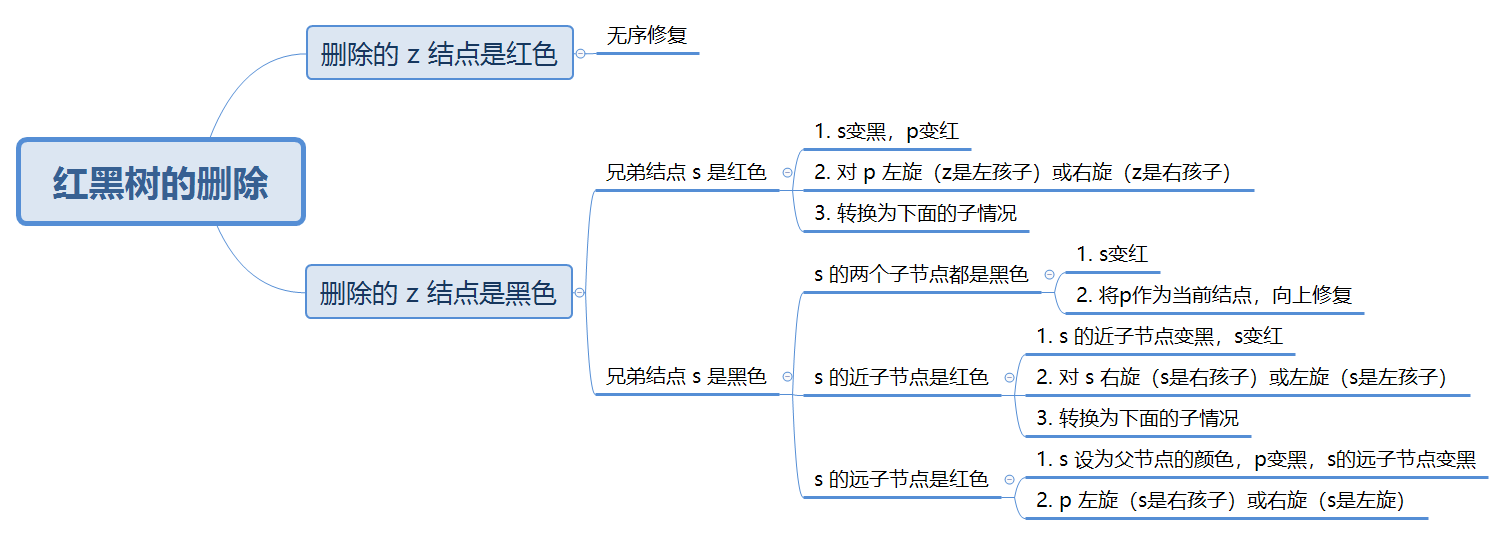 红黑树的删除
删除的 z 结点是红色
无序修复
删除的 z 结点是黑色
兄弟结点 s 是红色
1. s变黑，p变红
2. 对 p 左旋（z是左孩子）或右旋（z是右孩子）
3. 转换为下面的子情况
兄弟结点 s 是黑色
s 的两个子节点都是黑色
1. s变红
2. 将p作为当前结点，向上修复
s 的近子节点是红色
1. s 的近子节点变黑，s变红
2. 对 s 右旋（s是右孩子）或左旋（s是左孩子）
3. 转换为下面的子情况
s 的远子节点是红色
1. s 设为父节点的颜色，p变黑，s的远子节点变黑
2. p 左旋（s是右孩子）或右旋（s是左旋）